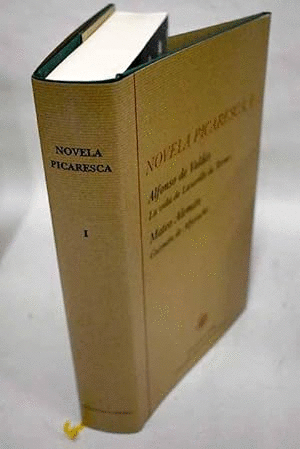 NOVELA
PICARESCA
I
NOVELA PICARESCA I
Alfonso de Valdés
La vida de Lazarillo de Tormes
Mateo Alemán
Guzmán de Alfarache